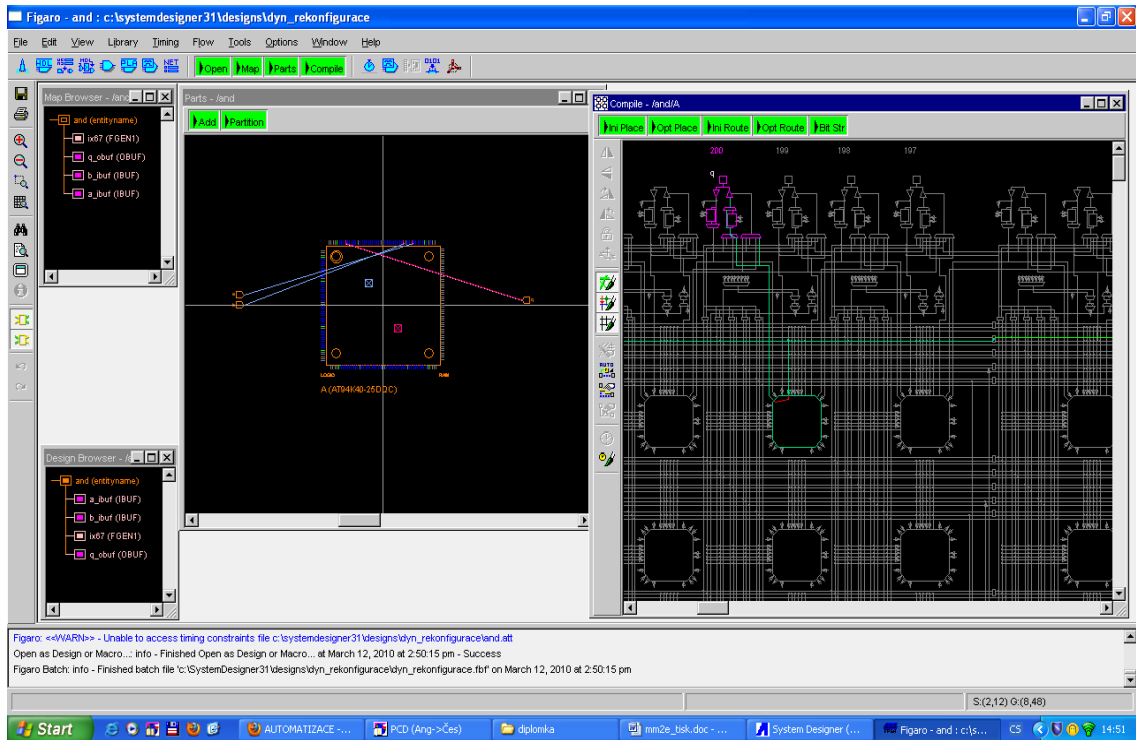 Figaro - and : c:\systemdesigner31\designs\dyn_rekonfigurace
File Edit View Library Timing Flow Tools Options Window Help
Open Map Parts Compile
Map Browser - /and
and (entityname)
ix67 (FGEN1)
q_obuf (OBUF)
b_ibuf (IBUF)
a_ibuf (IBUF)
Parts - /and
Add Partition
LOGIC
RAM
A (AT94K40-25DQC)
Compile - /and/A
Ini Place Opt Place Ini Route Opt Route Bit Str
200 199 198 197
q
AUTO
Design Browser - /a
and (entityname)
a_ibuf (IBUF)
b_ibuf (IBUF)
ix67 (FGEN1)
q_obuf (OBUF)
Figaro: <<WARN>> - Unable to access timing constraints file c:\systemdesigner31\designs\dyn_rekonfigurace\and.att
Open as Design or Macro...: info - Finished Open as Design or Macro... at March 12, 2010 at 2:50:15 pm - Success
Figaro Batch: info - Finished batch file 'c:\SystemDesigner31\designs\dyn_rekonfigurace\dyn_rekonfigurace.fbf' on March 12, 2010 at 2:50:15 pm
S:(2,12) G:(8,48)
Start AUTOMATIZACE -... PCD (Ang->Čes) diplomka mm2e_tisk.doc - ... System Designer (... Figaro - and : c:\s... CS 14:51